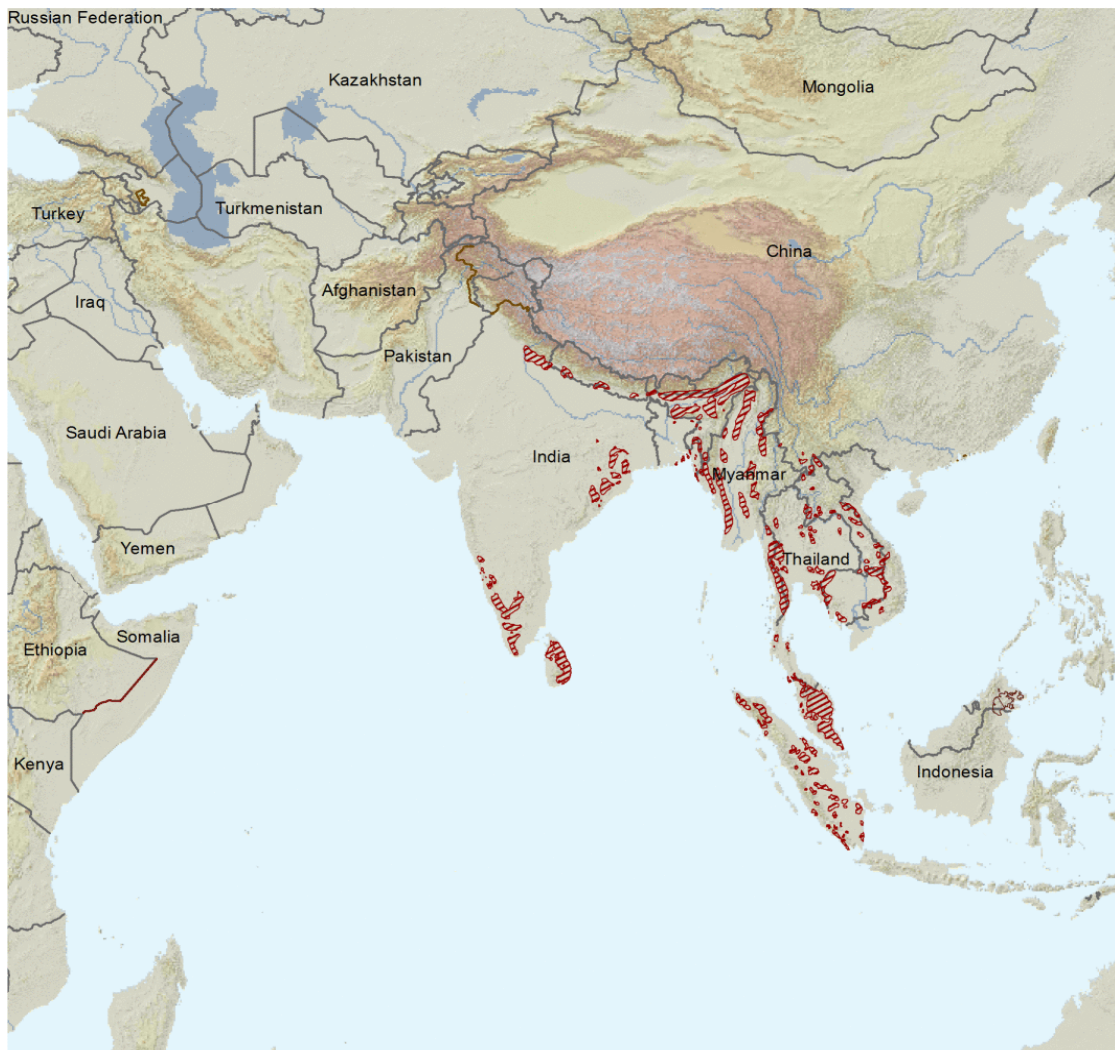 Russian Federation
Kazakhstan
Mongolia
Turkey
Turkmenistan
China
Iraq
Afghanistan
Pakistan
Saudi Arabia
India
Myanmar
Yemen
Thailand
Somalia
Ethiopia
Kenya
Indonesia